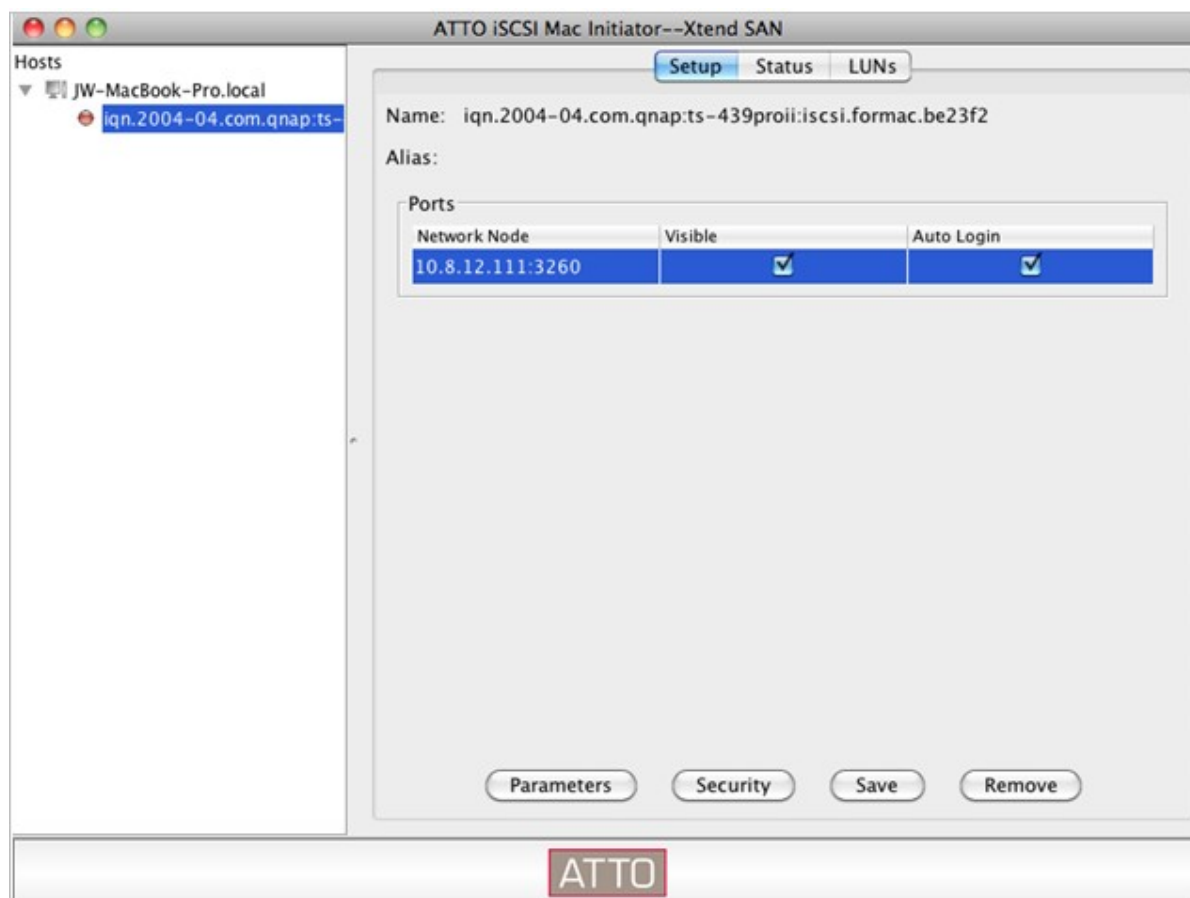 ATTO iSCSI Mac Initiator--Xtend SAN
Hosts
JW-MacBook-Pro.local
iqn.2004-04.com.qnap:ts-
Setup Status LUNs
Name: iqn.2004-04.com.qnap:ts-439proii:iscsi.formac.be23f2
Alias:
Ports
Network Node Visible Auto Login
10.8.12.111:3260
Parameters Security Save Remove
ATTO